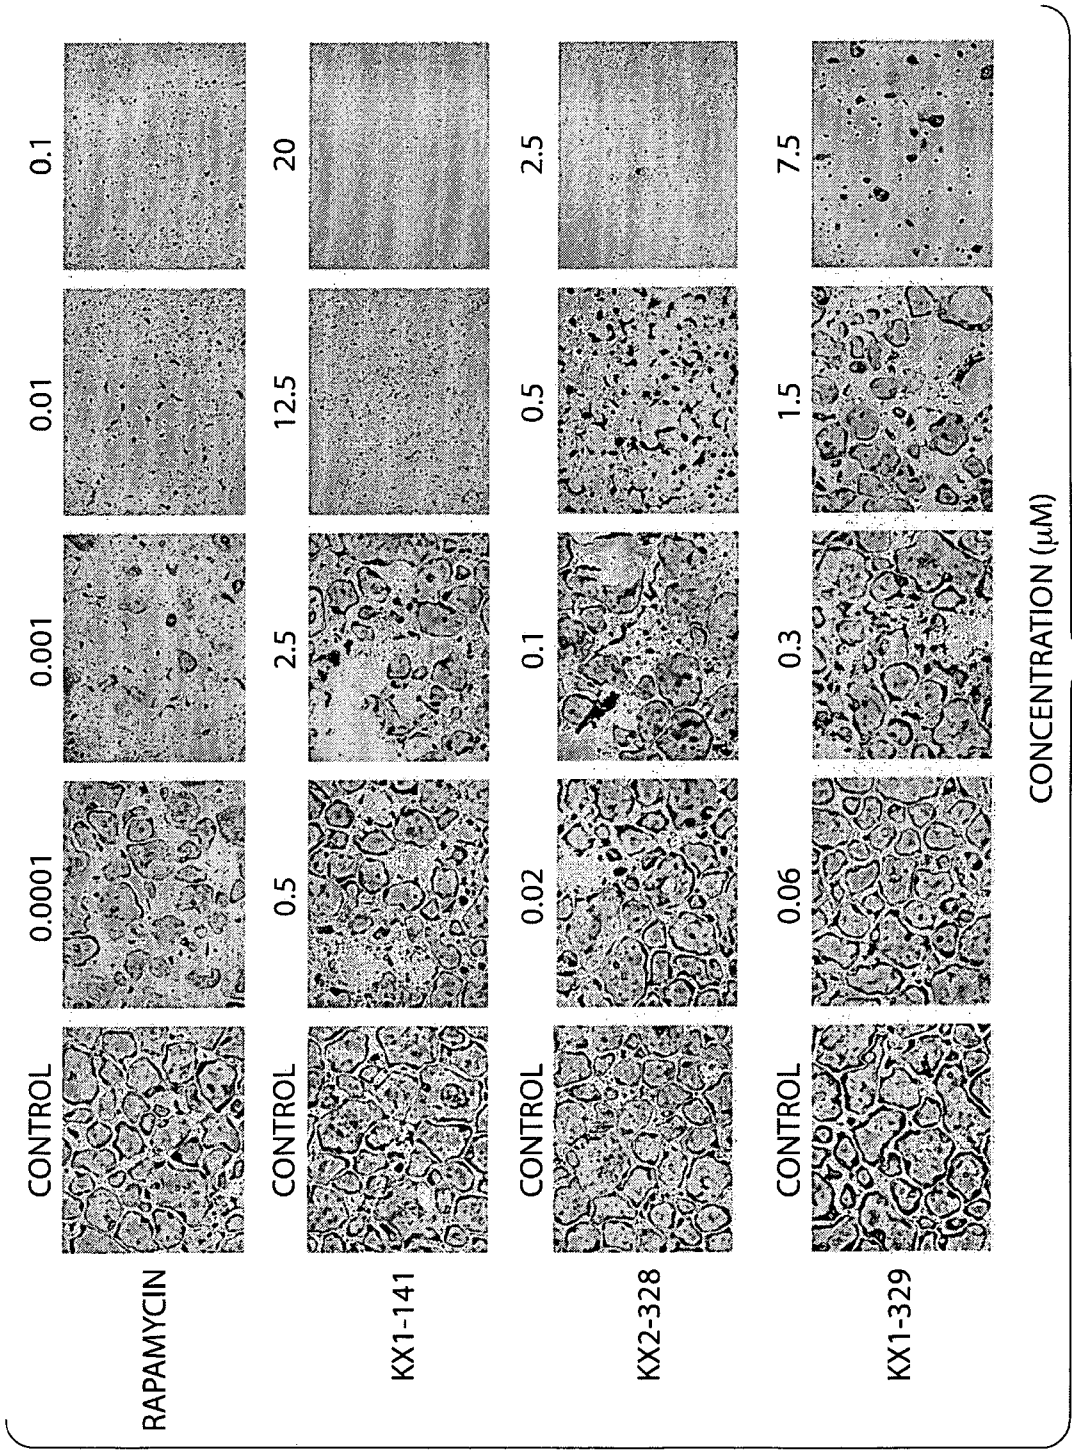 CONTROL 0.0001 0.001 0.01 0.1
RAPAMYCIN
CONTROL 0.5 2.5 12.5 20
KX1-141
CONTROL 0.02 0.1 0.5 2.5
KX2-328
CONTROL 0.06 0.3 1.5 7.5
KX1-329
CONCENTRATION (μM)